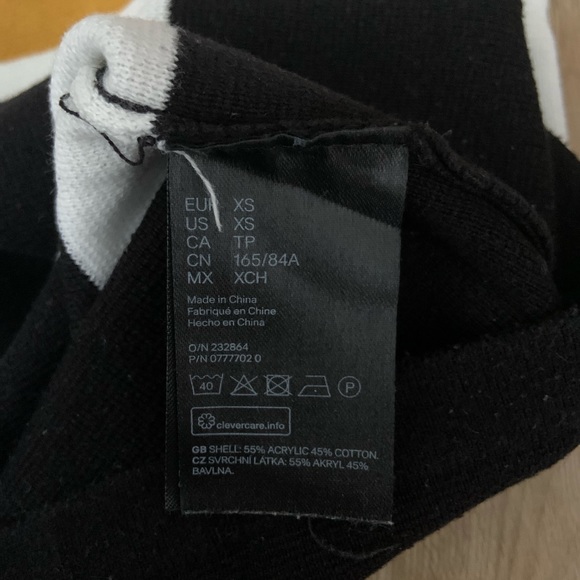 EUR XS
US XS
CA TP
CN 165/84A
MX XCH
Made in China
Fabriqué en Chine
Hecho en China
O/N 232864
P/N 0777702 0
40 P
clevercare.info
GB SHELL: 55% ACRYLIC 45% COTTON.
CZ SVRCHNÍ LÁTKA: 55% AKRYL 45%
BAVLNA.